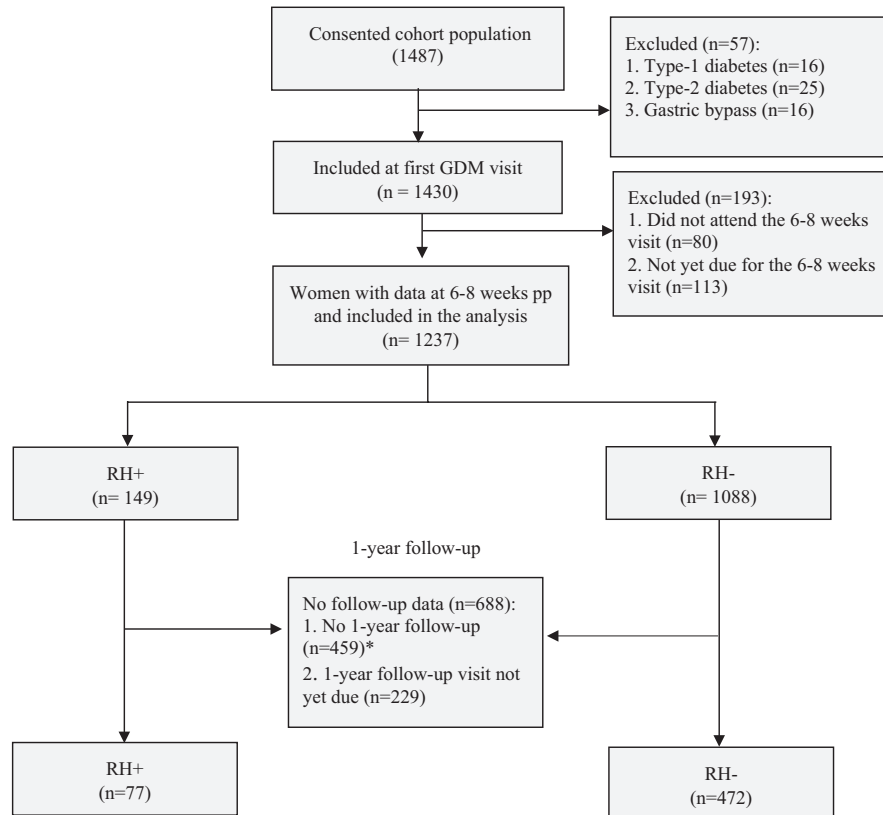 Consented cohort population
(1487)
Excluded (n=57):
1. Type-1 diabetes (n=16)
2. Type-2 diabetes (n=25)
3. Gastric bypass (n=16)
Included at first GDM visit
(n = 1430)
Excluded (n=193):
1. Did not attend the 6-8 weeks
visit (n=80)
2. Not yet due for the 6-8 weeks
visit (n=113)
Women with data at 6-8 weeks pp
and included in the analysis
(n= 1237)
RH+
(n= 149)
RH-
(n= 1088)
1-year follow-up
No follow-up data (n=688):
1. No 1-year follow-up
(n=459)*
2. 1-year follow-up visit not
yet due (n=229)
RH+
(n=77)
RH-
(n=472)